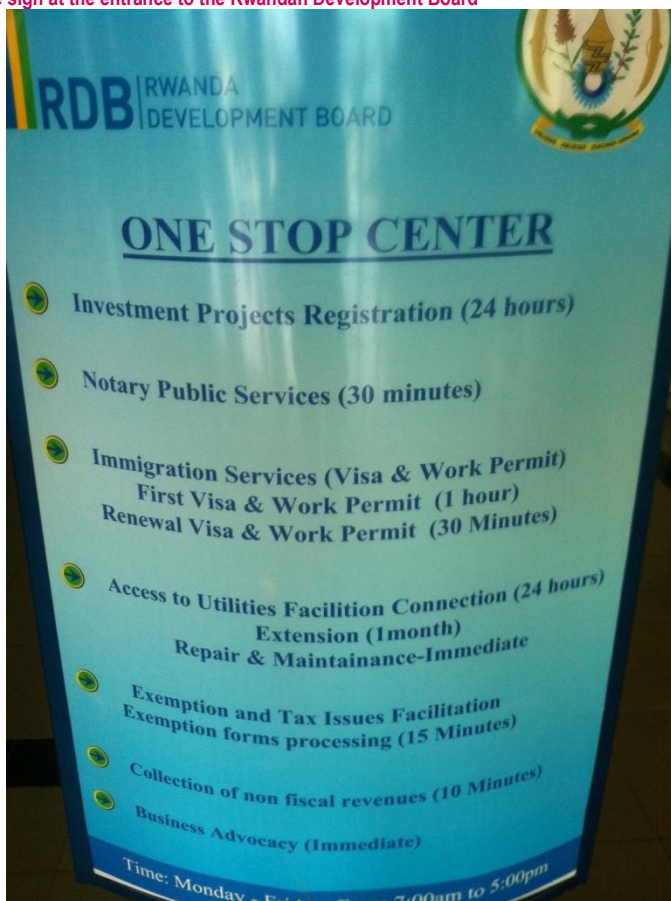 sign at the entrance to the Rwandan Development Board
RDB RWANDA
DEVELOPMENT BOARD
ONE STOP CENTER
Investment Projects Registration (24 hours)
Notary Public Services (30 minutes)
Immigration Services (Visa & Work Permit)
First Visa & Work Permit (1 hour)
Renewal Visa & Work Permit (30 Minutes)
Access to Utilities Facilition Connection (24 hours)
Extension (1month)
Repair & Maintainance-Immediate
Exemption and Tax Issues Facilitation
Exemption forms processing (15 Minutes)
Collection of non fiscal revenues (10 Minutes)
Business Advocacy (Immediate)
Time: Monday - 7:00am to 5:00pm